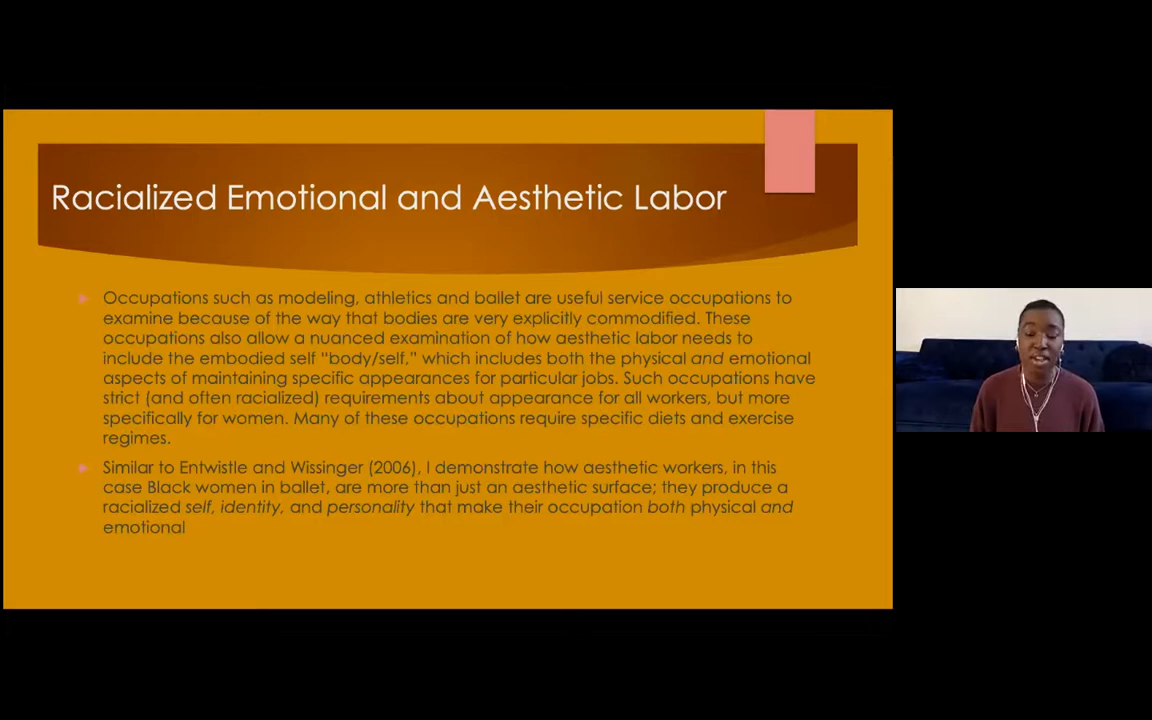 Racialized Emotional and Aesthetic Labor
Occupations such as modeling, athletics and ballet are useful service occupations to
examine because of the way that bodies are very explicitly commodified. These
occupations also allow a nuanced examination of how aesthetic labor needs to
include the embodied self “body/self,” which includes both the physical and emotional
aspects of maintaining specific appearances for particular jobs. Such occupations have
strict (and often racialized) requirements about appearance for all workers, but more
specifically for women. Many of these occupations require specific diets and exercise
regimes.
Similar to Entwistle and Wissinger (2006), I demonstrate how aesthetic workers, in this
case Black women in ballet, are more than just an aesthetic surface; they produce a
racialized self, identity, and personality that make their occupation both physical and
emotional